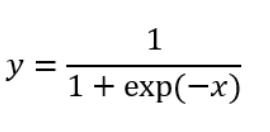 y = 1 / (1 + exp(−x))